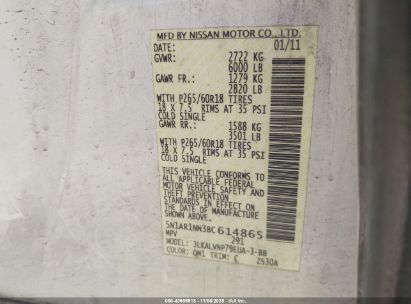 MFD BY NISSAN MOTOR CO., LTD.
DATE: 01/11
GVWR: 2722 KG
6000 LB
GAWR FR.: 1279 KG
2820 LB
WITH P265/60R18 TIRES
18 X 7.5 RIMS AT 35 PSI
COLD SINGLE
GAWR RR.: 1588 KG
3501 LB
WITH P265/60R18 TIRES
18 X 7.5 RIMS AT 35 PSI
COLD SINGLE
THIS VEHICLE CONFORMS TO
ALL APPLICABLE FEDERAL
MOTOR VEHICLE SAFETY AND
THEFT PREVENTION
STANDARDS IN EFFECT ON
THE DATE OF MANUFACTURE
SHOWN ABOVE.
5N1AR1NN3BC614865
MPV 291
MODEL: JLKALVNP79EUA-3-BB
COLOR: QM1 TRIM: C ZS30A